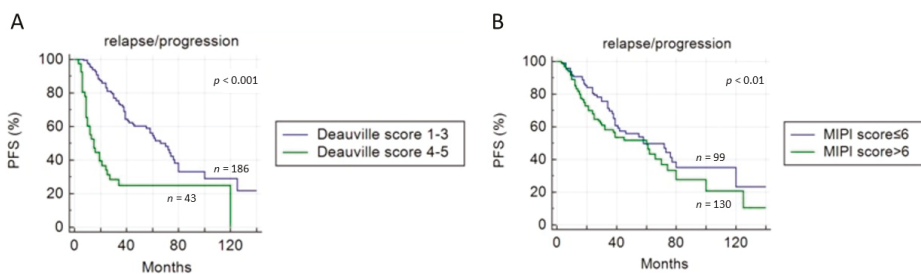 A
relapse/progression
PFS (%)
100
80
60
40
20
0
p < 0.001
n = 186
n = 43
0
40
80
120
Months
Deauville score 1-3
Deauville score 4-5
B
relapse/progression
PFS (%)
100
80
60
40
20
0
p < 0.01
n = 99
n = 130
0
40
80
120
Months
MIPI score≤6
MIPI score>6